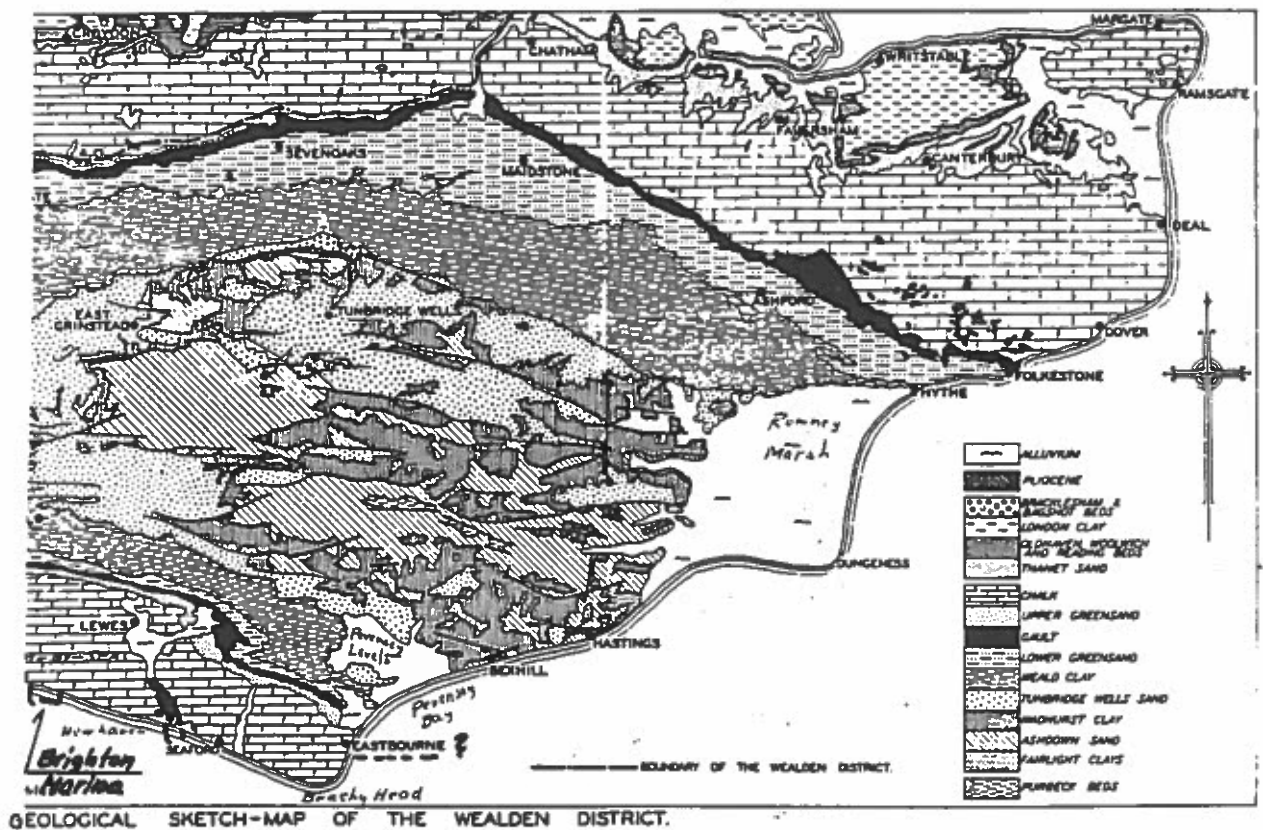 CROYDON
CHATHAM
MARGATE
WHITSTABLE
RAMSGATE
FAVERSHAM
CANTERBURY
SEVENOAKS
MAIDSTONE
DEAL
ASHFORD
EAST
GRINSTEAD
TUNBRIDGE WELLS
DOVER
FOLKESTONE
HYTHE
Romney
Marsh
DUNGENESS
LEWES
Pevensey
Levels
HASTINGS
BEXHILL
Pevensey
Bay
Newhaven
SEAFORD
EASTBOURNE
Brighton
Marina
Beachy Head
ALLUVIUM
PLIOCENE
BRACKLESHAM &
BAGSHOT BEDS
LONDON CLAY
OLDHAVEN WOOLWICH
AND READING BEDS
THANET SAND
CHALK
UPPER GREENSAND
GAULT
LOWER GREENSAND
WEALD CLAY
TUNBRIDGE WELLS SAND
WADHURST CLAY
ASHDOWN SAND
FAIRLIGHT CLAYS
PURBECK BEDS
BOUNDARY OF THE WEALDEN DISTRICT.
GEOLOGICAL SKETCH-MAP OF THE WEALDEN DISTRICT.